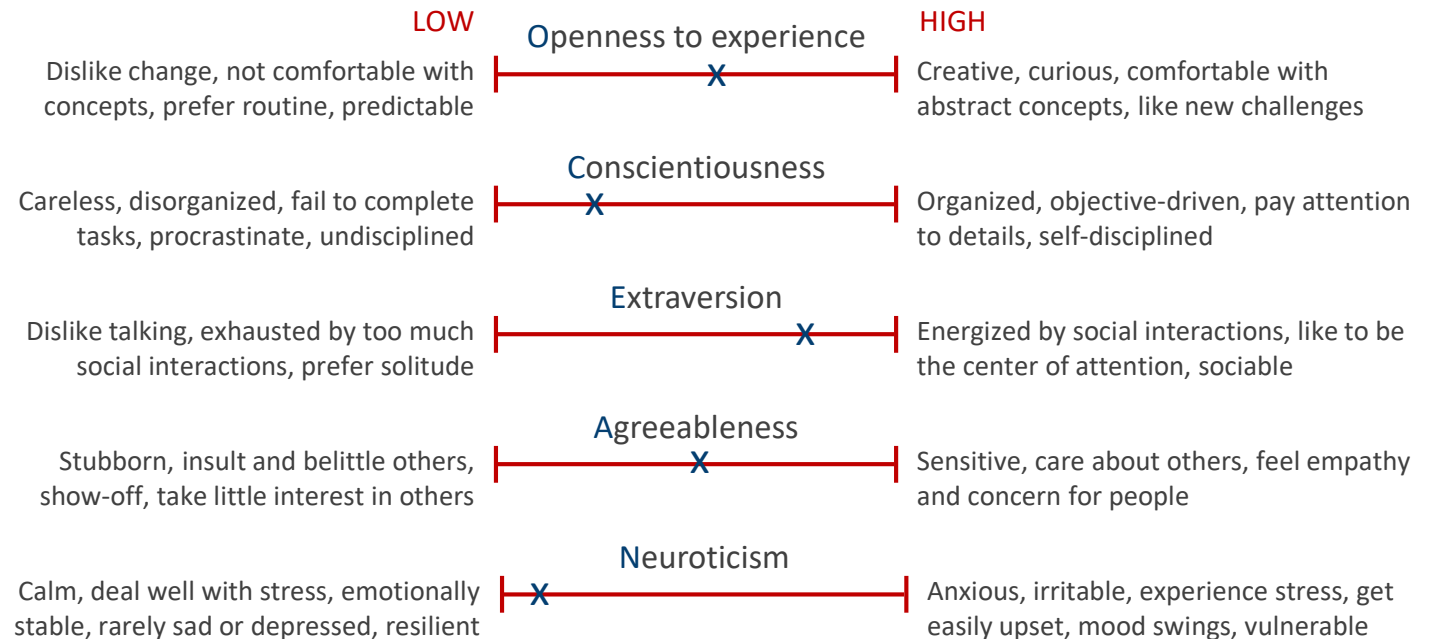 LOW
Openness to experience
HIGH
Dislike change, not comfortable with
concepts, prefer routine, predictable
X
Creative, curious, comfortable with
abstract concepts, like new challenges
Conscientiousness
Careless, disorganized, fail to complete
tasks, procrastinate, undisciplined
X
Organized, objective-driven, pay attention
to details, self-disciplined
Extraversion
Dislike talking, exhausted by too much
social interactions, prefer solitude
X
Energized by social interactions, like to be
the center of attention, sociable
Agreeableness
Stubborn, insult and belittle others,
show-off, take little interest in others
X
Sensitive, care about others, feel empathy
and concern for people
Neuroticism
Calm, deal well with stress, emotionally
stable, rarely sad or depressed, resilient
X
Anxious, irritable, experience stress, get
easily upset, mood swings, vulnerable